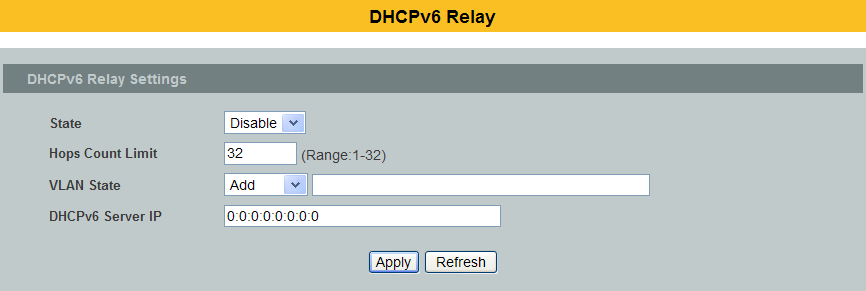 DHCPv6 Relay
DHCPv6 Relay Settings
State Disable
Hops Count Limit 32 (Range:1-32)
VLAN State Add
DHCPv6 Server IP 0:0:0:0:0:0:0:0
Apply Refresh